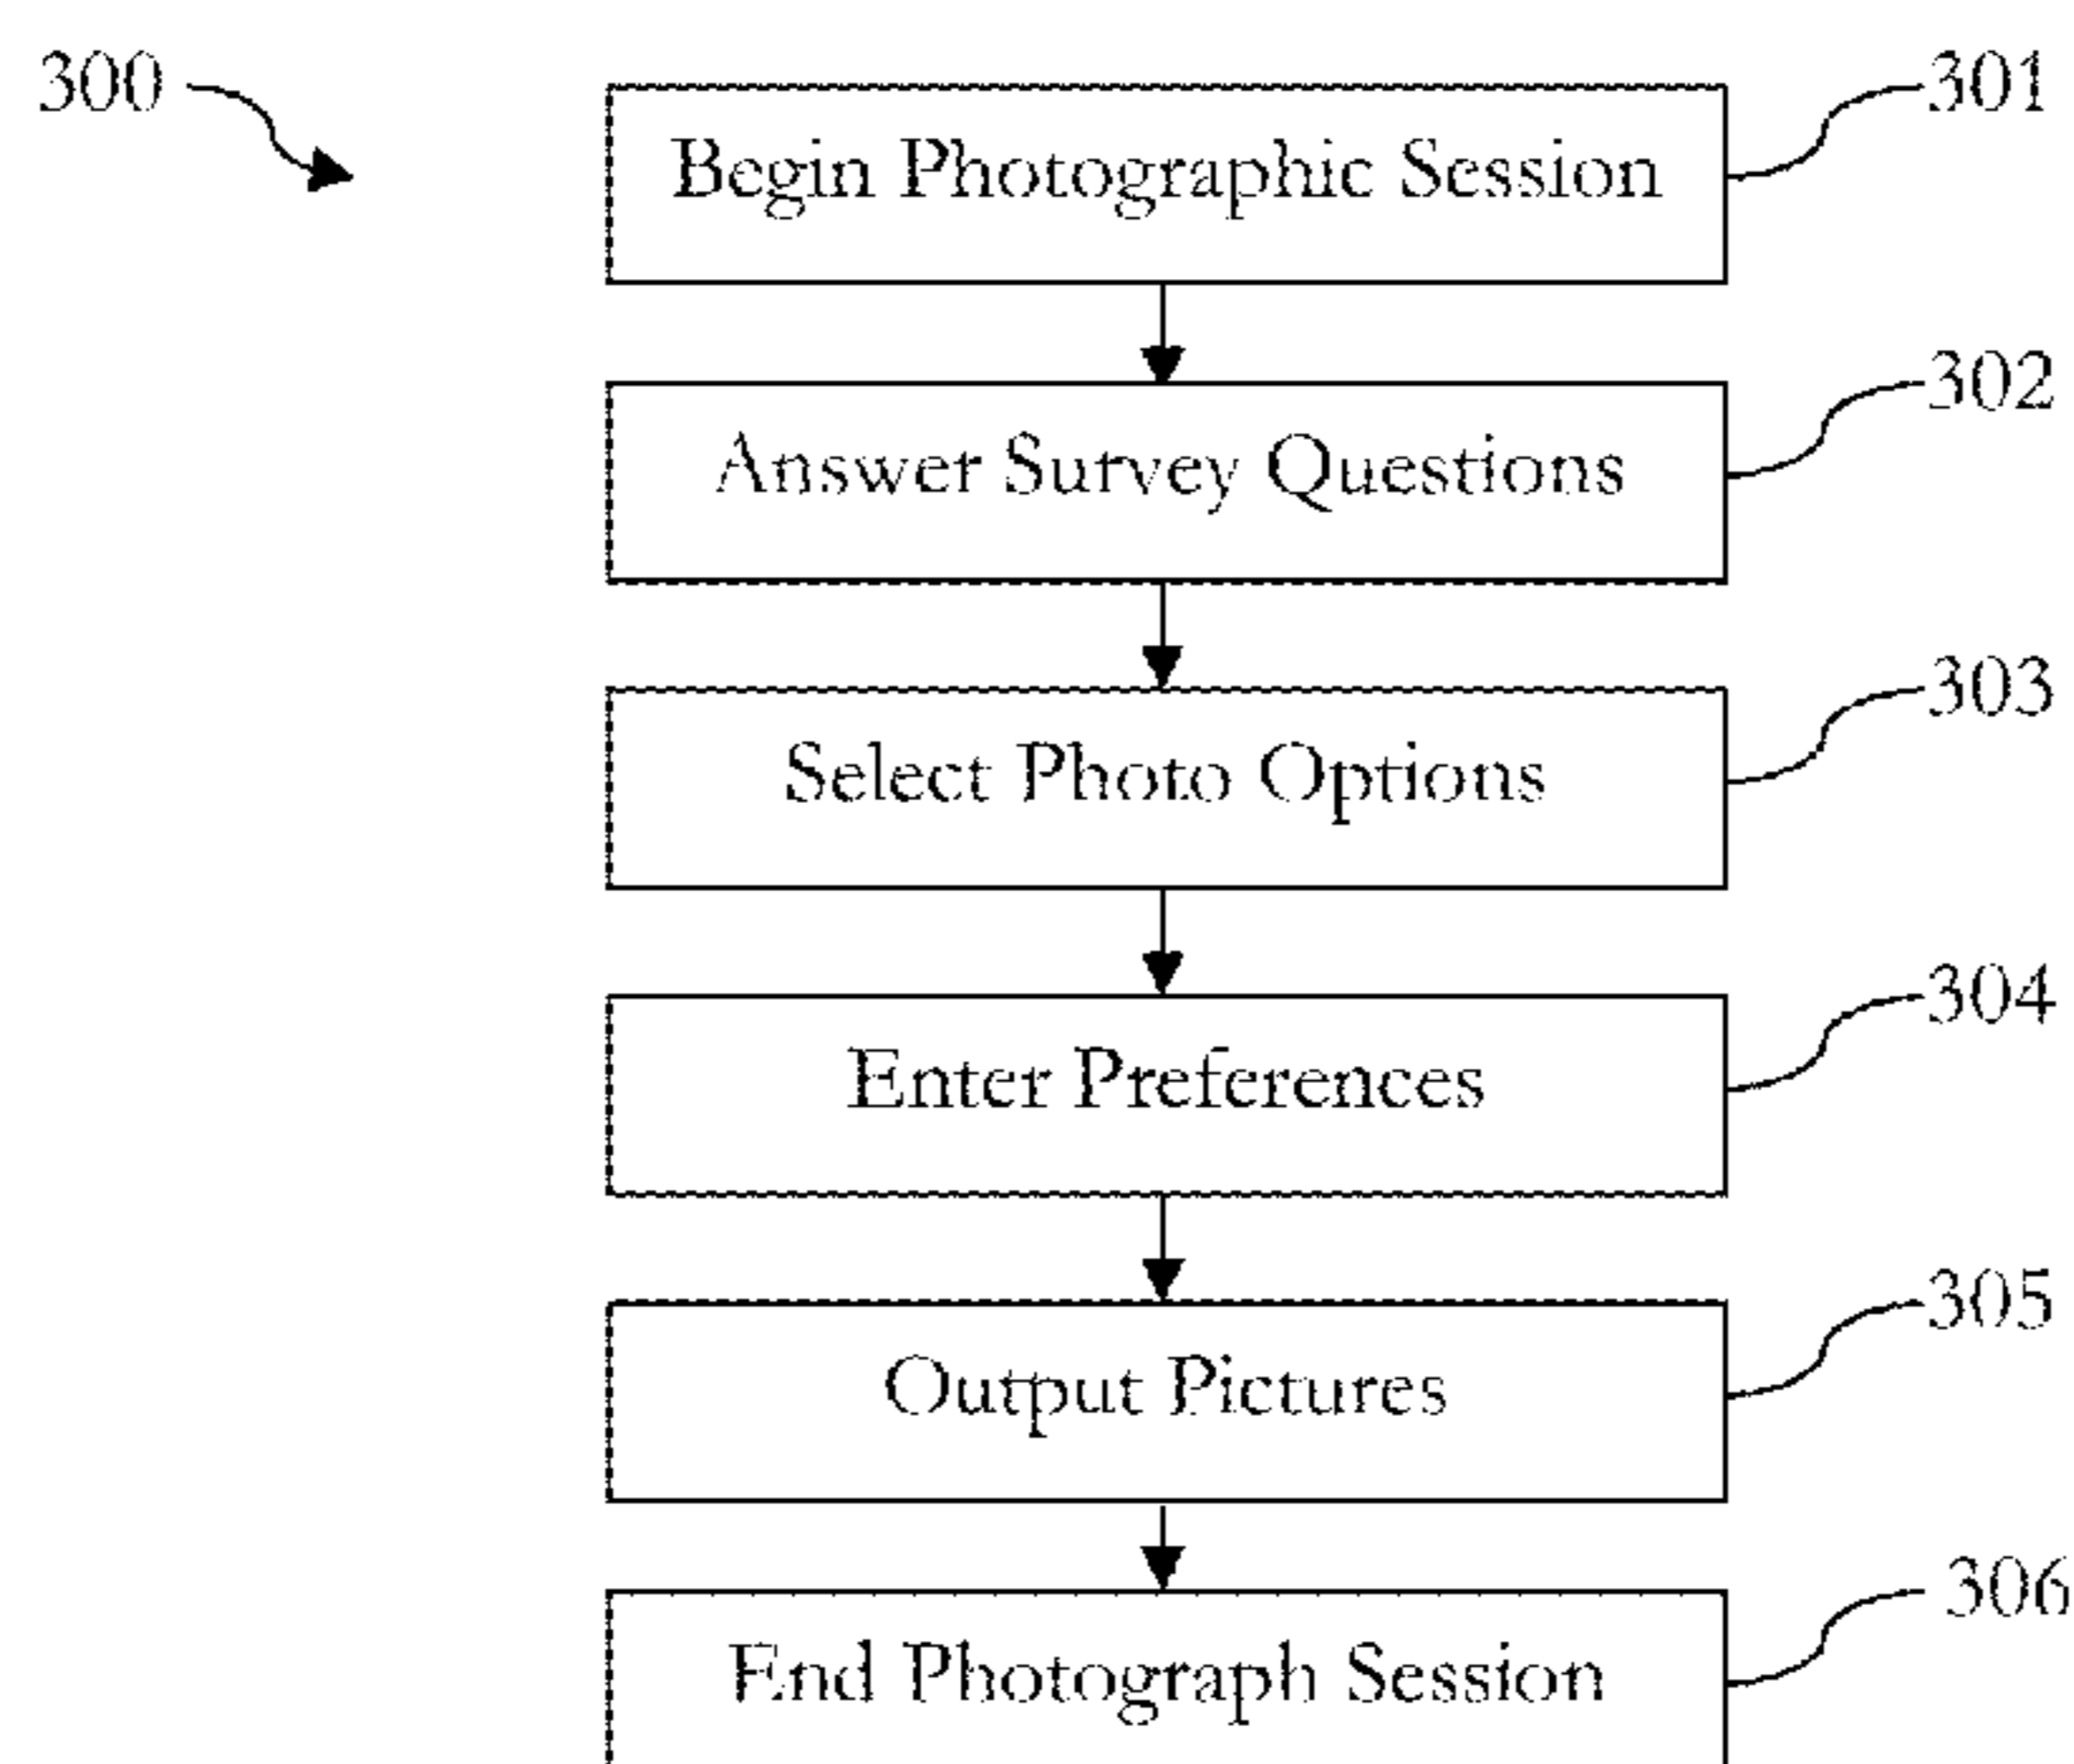 300
301
Begin Photographic Session
302
Answer Survey Questions
303
Select Photo Options
304
Enter Preferences
305
Output Pictures
306
End Photograph Session